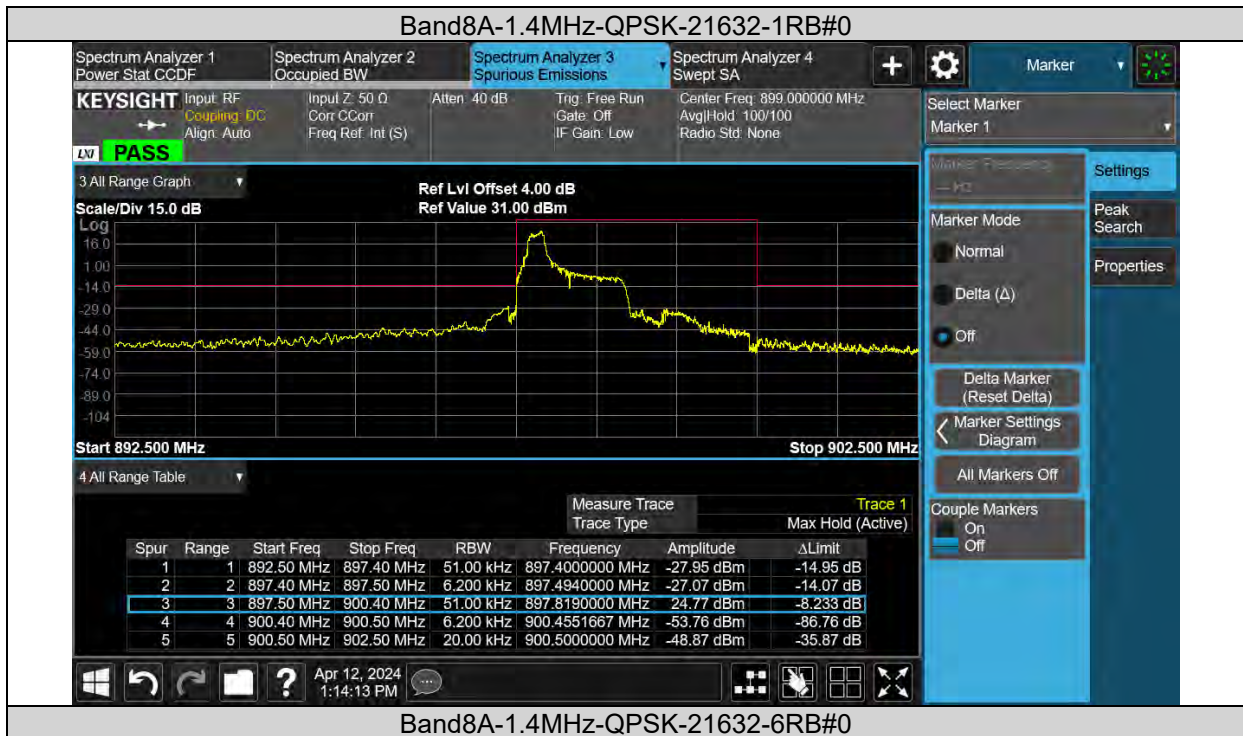 Band8A-1.4MHz-QPSK-21632-1RB#0
Spectrum Analyzer 1 Spectrum Analyzer 2 Spectrum Analyzer 3 Spectrum Analyzer 4 + Marker
Power Stat CCDF Occupied BW Spurious Emissions Swept SA
KEYSIGHT Input: RF Input Z: 50 Ω Atten: 40 dB Trig: Free Run Center Freq: 899.000000 MHz
Coupling: DC Corr CCorr Gate: Off Avg|Hold: 100/100
Align: Auto Freq Ref: Int (S) IF Gain: Low Radio Std: None
LXI PASS
Select Marker
Marker 1
3 All Range Graph
Ref Lvl Offset 4.00 dB
Scale/Div 15.0 dB Ref Value 31.00 dBm
Log
16.0
1.00
-14.0
-29.0
-44.0
-59.0
-74.0
-89.0
-104
Start 892.500 MHz Stop 902.500 MHz
Marker Frequency
--- Hz
Settings
Marker Mode
Peak
Search
Normal
Properties
Delta (Δ)
Off
Delta Marker
(Reset Delta)
Marker Settings
Diagram
All Markers Off
Couple Markers
On
Off
4 All Range Table
Measure Trace Trace 1
Trace Type Max Hold (Active)
Spur Range Start Freq Stop Freq RBW Frequency Amplitude ΔLimit
1 1 892.50 MHz 897.40 MHz 51.00 kHz 897.4000000 MHz -27.95 dBm -14.95 dB
2 2 897.40 MHz 897.50 MHz 6.200 kHz 897.4940000 MHz -27.07 dBm -14.07 dB
3 3 897.50 MHz 900.40 MHz 51.00 kHz 897.8190000 MHz 24.77 dBm -8.233 dB
4 4 900.40 MHz 900.50 MHz 6.200 kHz 900.4551667 MHz -53.76 dBm -86.76 dB
5 5 900.50 MHz 902.50 MHz 20.00 kHz 900.5000000 MHz -48.87 dBm -35.87 dB
? Apr 12, 2024
1:14:13 PM
Band8A-1.4MHz-QPSK-21632-6RB#0